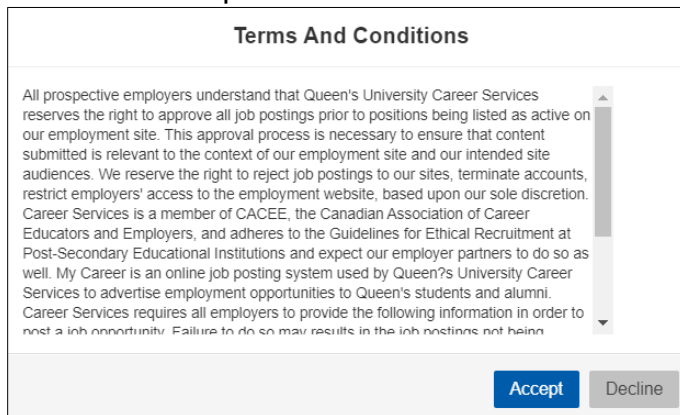 Terms And Conditions
All prospective employers understand that Queen's University Career Services
reserves the right to approve all job postings prior to positions being listed as active on
our employment site. This approval process is necessary to ensure that content
submitted is relevant to the context of our employment site and our intended site
audiences. We reserve the right to reject job postings to our sites, terminate accounts,
restrict employers' access to the employment website, based upon our sole discretion.
Career Services is a member of CACEE, the Canadian Association of Career
Educators and Employers, and adheres to the Guidelines for Ethical Recruitment at
Post-Secondary Educational Institutions and expect our employer partners to do so as
well. My Career is an online job posting system used by Queen?s University Career
Services to advertise employment opportunities to Queen's students and alumni.
Career Services requires all employers to provide the following information in order to
post a job opportunity. Failure to do so may results in the job postings not being
Accept Decline